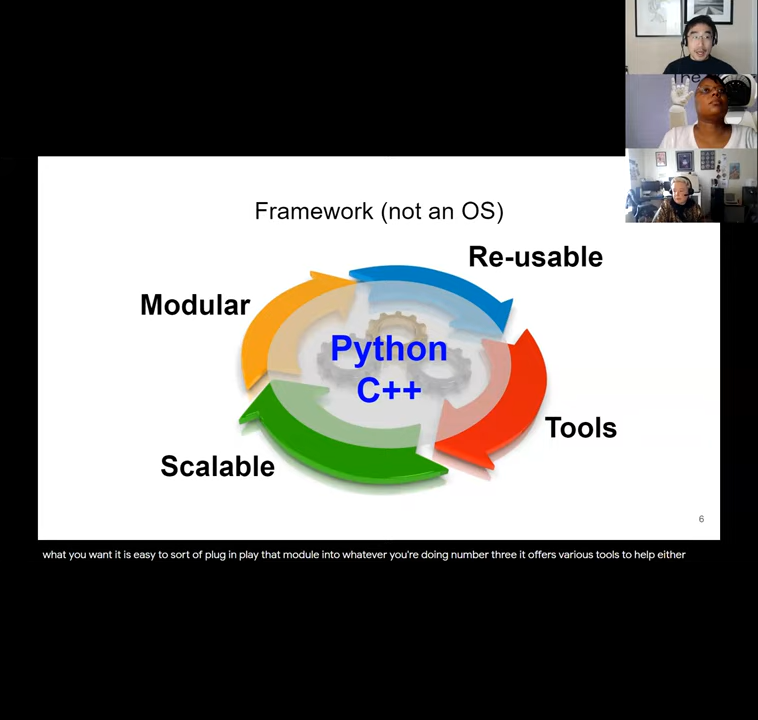 The
Framework (not an OS)
Re-usable
Modular
Python
C++
Tools
Scalable
6
what you want it is easy to sort of plug in play that module into whatever you're doing number three it offers various tools to help either